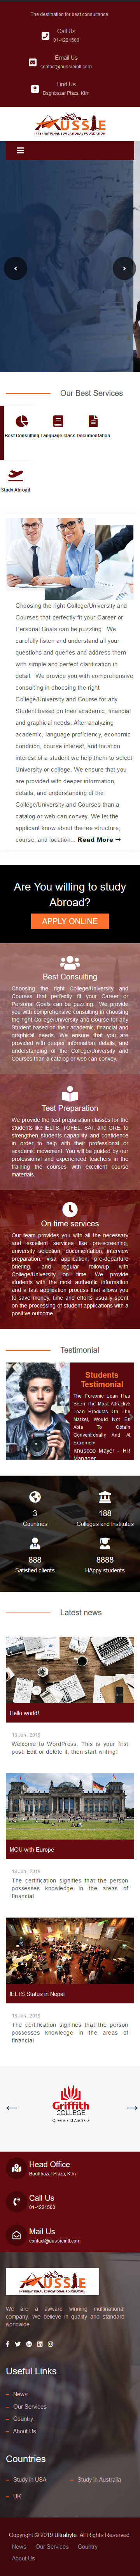 The destination for best consultance.
Call Us
01-4221500
Email Us
contact@aussieintl.com
Find Us
Baghbazar Plaza, Ktm
AUSSIE
INTERNATIONAL EDUCATIONAL FOUNDATION
Our Best Services
Best Consulting Language class Documentation
Study Abroad
Choosing the right College/University and
Courses that prefectly fit your Career or
Personal Goals can be puzzling. We
carefully listen and understand all your
questions and queries and address them
with simple and perfect clarification in
detail. We provide you with comprehensive
consulting in choosing the right
College/University and Course for any
Student based on their academic, financial
and graphical needs. After analyzing
academic, language proficiency, economic
condition, course interest, and location
interest of a student we help them to select
University or college. We ensure that you
are provided with deeper information,
details, and understanding of the
College/University and Courses than a
catalog or web can convey. We let the
applicant know about the fee structure,
course, location... Read More
Are You willing to study
Abroad?
APPLY ONLINE
Best Consulting
Choosing the right College/University and
Courses that perfectly fit your Career or
Personal Goals can be puzzling. We provide
you with comprehensive consulting in choosing
the right College/University and Course for any
Student based on their academic, financial and
graphical needs. We ensure that you are
provided with deeper information, details, and
understanding of the College/University and
Courses than a catalog or web can convey.
Test Preparation
We provide the test preparation classes for the
students like IELTS, TOFEL, SAT, and GRE. It
strengthen students capability and confidence
in order to help with their professional or
academic movement. You will be guided by our
professional and experienced teachers in the
training the courses with excellent course
materials.
On time services
Our team provides you with all the necessary
and excellent services like pre-screening,
university selection, documentation, interview
preparation, visa application, pre-departure
briefing, and regular followup with
College/University on time. We provide
students with the most authentic information
and a fast application process that allows you
to save money, time and efforts usually spent
on the processing of student applications with a
positive outcome.
Testimonial
Students
Testimonial
The Forensic Loan Has
Been The Most Attractive
Loan Products On The
Market, Would Not Be
Able To Obtain
Conventionally And At
Extremely
Khusboo Mayer - HR
Manager
3
Countries
188
Colleges and Institutes
888
Satisfied clients
8888
HAppy students
Latest news
Hello world!
18 Jun, 2019
Welcome to WordPress. This is your first
post. Edit or delete it, then start writing!
MOU with Europe
18 Jun, 2019
The certification signifies that the person
possesses knowledge in the areas of
financial
IELTS Status in Nepal
18 Jun, 2019
The certification signifies that the person
possesses knowledge in the areas of
financial
Griffith
COLLEGE
Queensland Australia
Head Office
Baghbazar Plaza, Ktm
Call Us
01-4221500
Mail Us
contact@aussieintl.com
AUSSIE
INTERNATIONAL EDUCATIONAL FOUNDATION
We are a awward winning multinational
company. We believe in quality and standard
worldwide.
Useful Links
News
Our Services
Country
About Us
Countries
Study in USA
Study in Australia
UK
Copyright © 2019 Ultrabyte. All Rights Reserved.
News Our Services Country
About Us